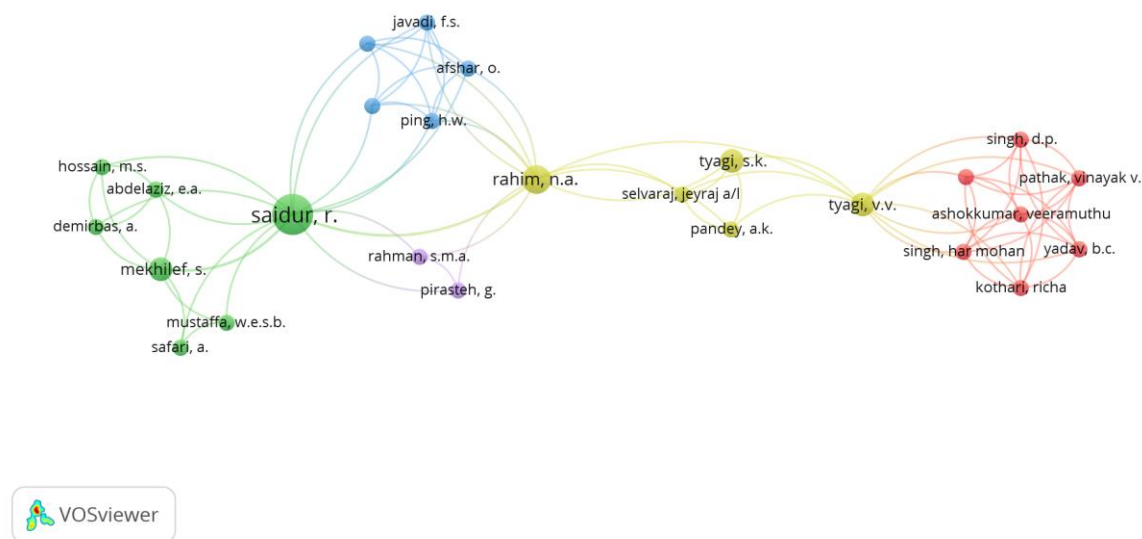 javadi, f.s.
afshar, o.
ping, h.w.
hossain, m.s.
abdelaziz, e.a.
demirbas, a.
saidur, r.
mekhilef, s.
mustaffa, w.e.s.b.
safari, a.
rahman, s.m.a.
pirasteh, g.
rahim, n.a.
tyagi, s.k.
selvaraj, jeyraj a/l
pandey, a.k.
tyagi, v.v.
singh, d.p.
pathak, vinayak v.
ashokkumar, veeramuthu
singh, har mohan
yadav, b.c.
kothari, richa
VOSviewer